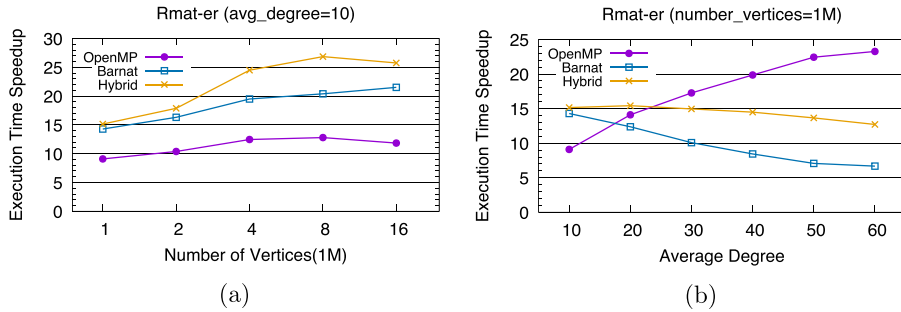 Rmat-er (avg_degree=10)
Execution Time Speedup
30
25
20
15
10
5
0
OpenMP
Barnat
Hybrid
1 2 4 8 16
Number of Vertices(1M)
(a)
Rmat-er (number_vertices=1M)
Execution Time Speedup
25
20
15
10
5
0
OpenMP
Barnat
Hybrid
10 20 30 40 50 60
Average Degree
(b)